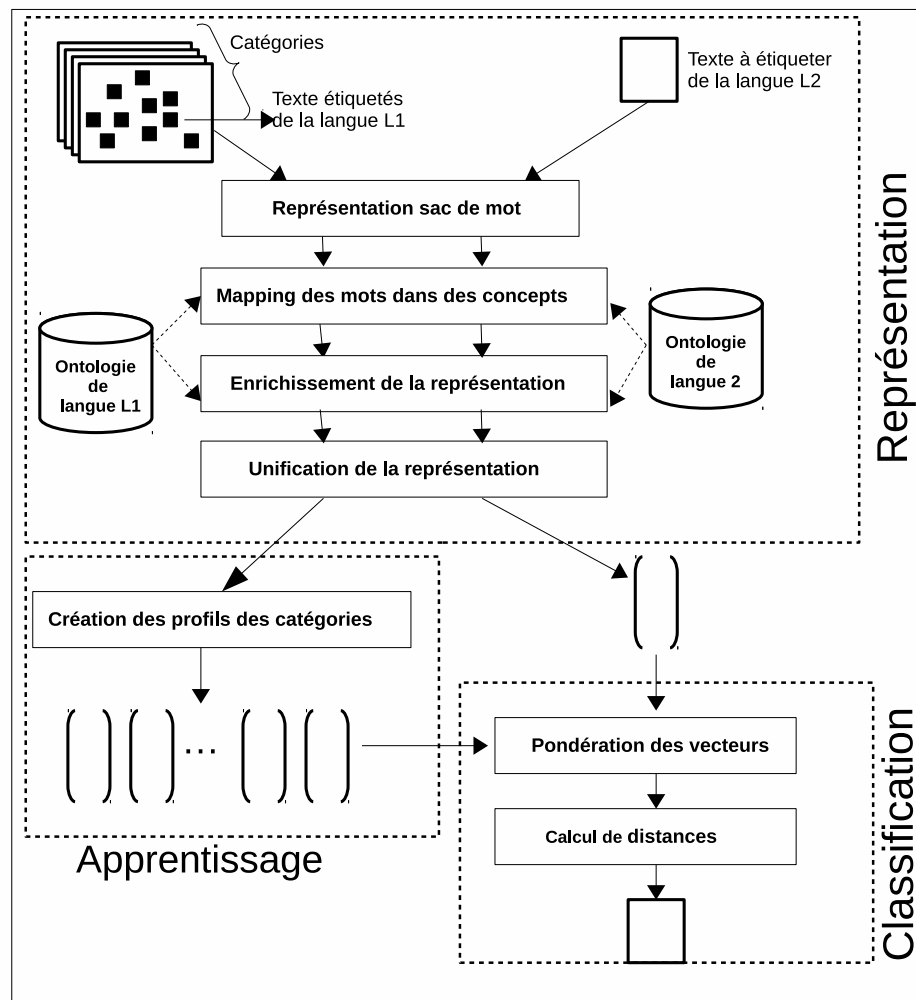 Catégories
Texte étiquetés
de la langue L1
Texte à étiqueter
de la langue L2
Représentation sac de mot
Mapping des mots dans des concepts
Ontologie
de
langue L1
Ontologie
de
langue 2
Enrichissement de la représentation
Unification de la représentation
Représentation
Création des profils des catégories
...
Apprentissage
Pondération des vecteurs
Calcul de distances
Classification